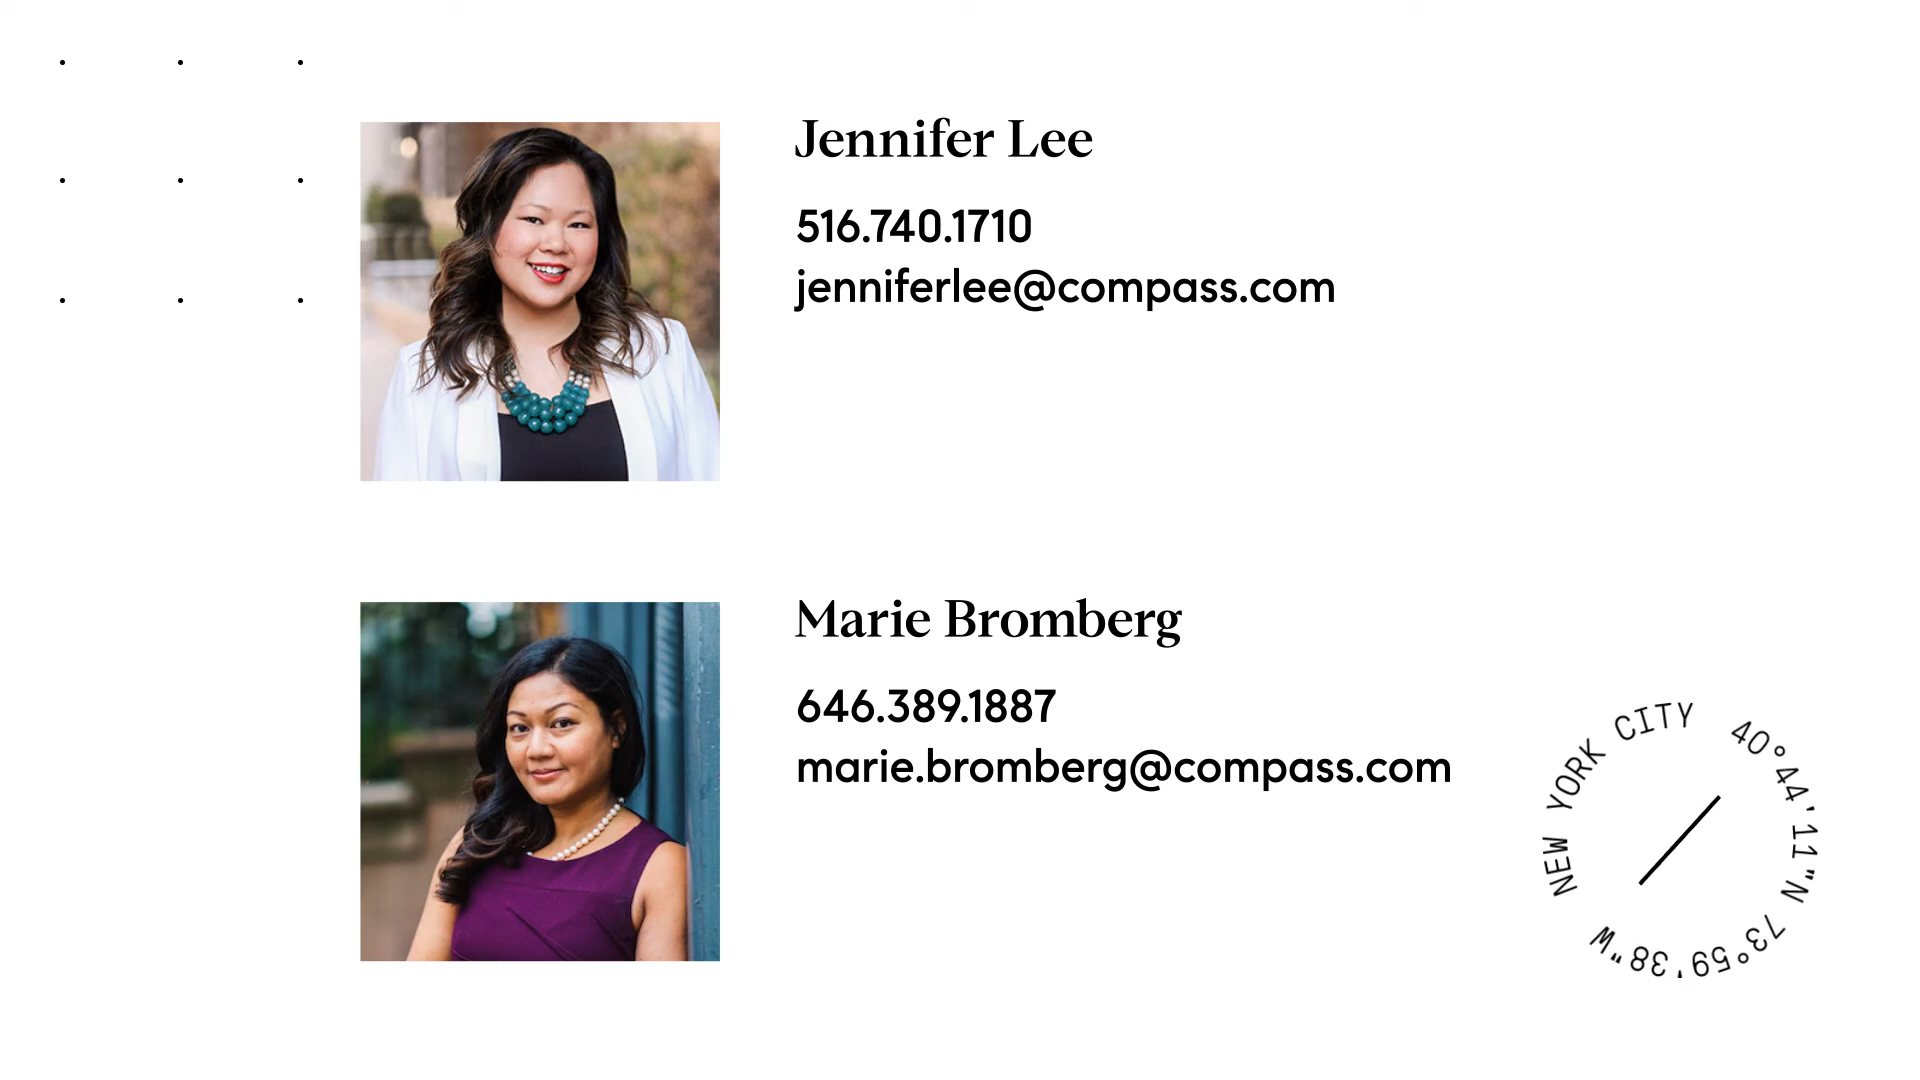 Jennifer Lee
516.740.1710
jenniferlee@compass.com
Marie Bromberg
646.389.1887
marie.bromberg@compass.com
NEW YORK CITY 40°44'11"N 73°59'38"W